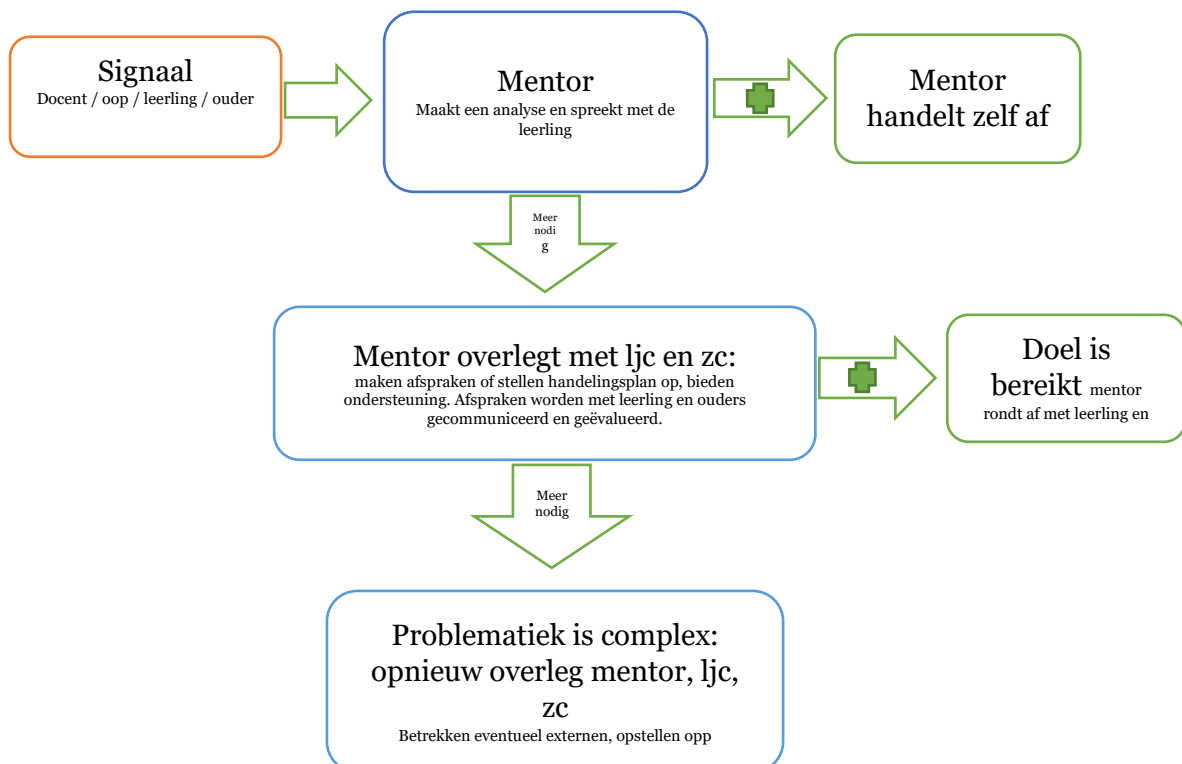 Signaal
Docent / oop / leerling / ouder
Mentor
Maakt een analyse en spreekt met de
leerling
Mentor
handelt zelf af
Meer
nodi
g
Mentor overlegt met ljc en zc:
maken afspraken of stellen handelingsplan op, bieden
ondersteuning. Afspraken worden met leerling en ouders
gecommuniceerd en geëvalueerd.
Doel is
bereikt mentor
rondt af met leerling en
Meer
nodig
Problematiek is complex:
opnieuw overleg mentor, ljc,
zc
Betrekken eventueel externen, opstellen opp